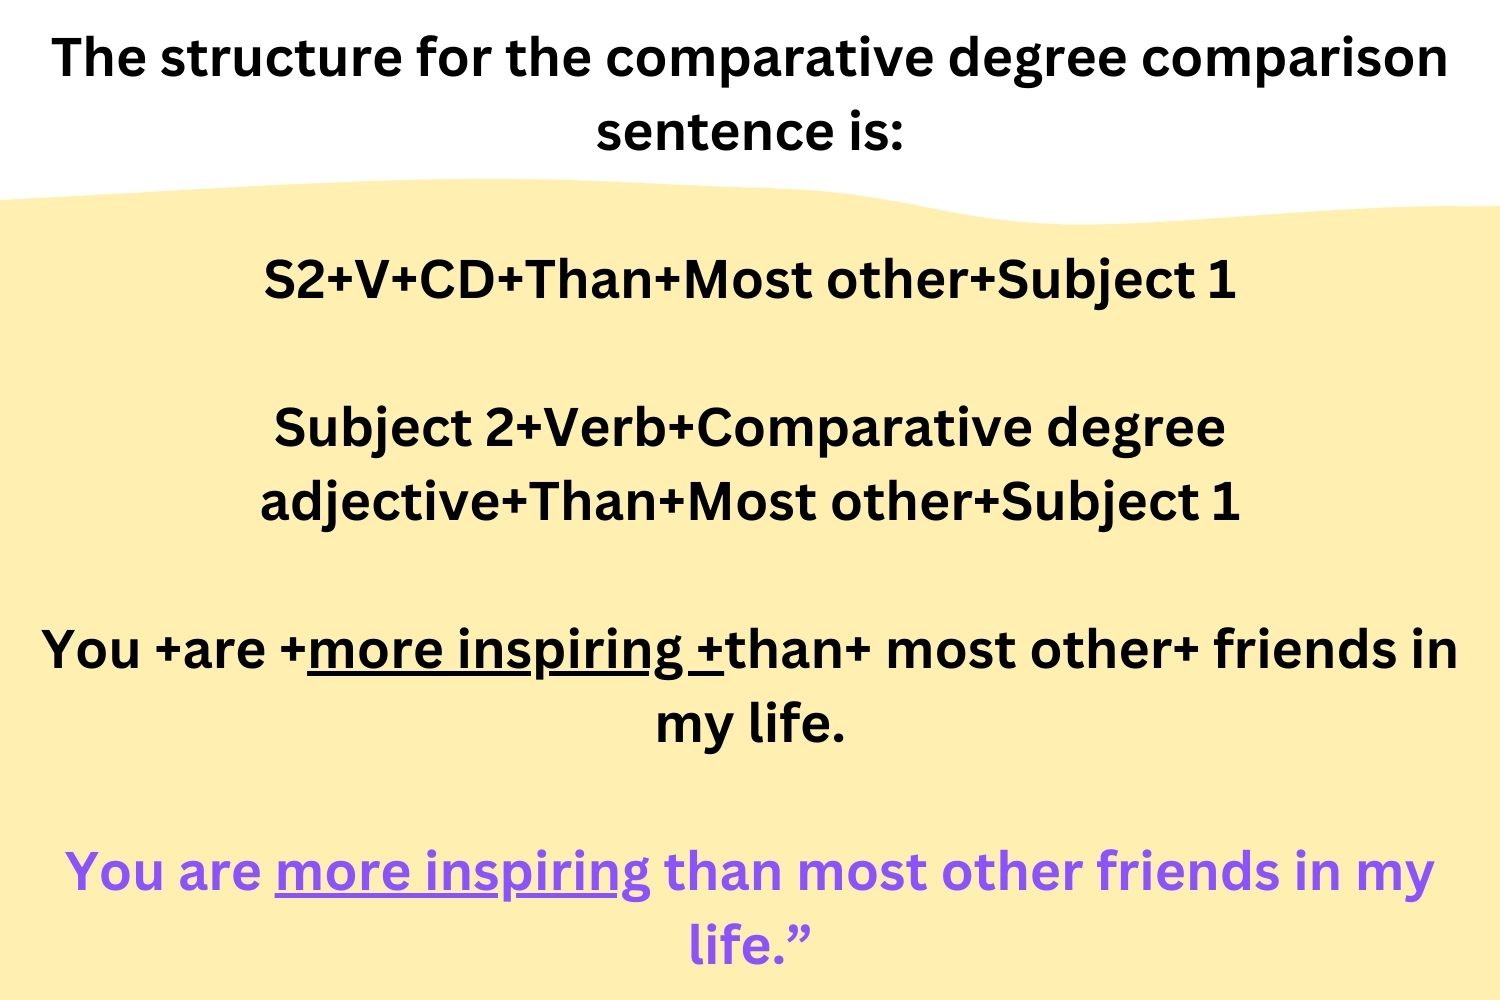 The structure for the comparative degree comparison
sentence is:
S2+V+CD+Than+Most other+Subject 1
Subject 2+Verb+Comparative degree
adjective+Than+Most other+Subject 1
You +are +more inspiring +than+ most other+ friends in
my life.
You are more inspiring than most other friends in my
life.”